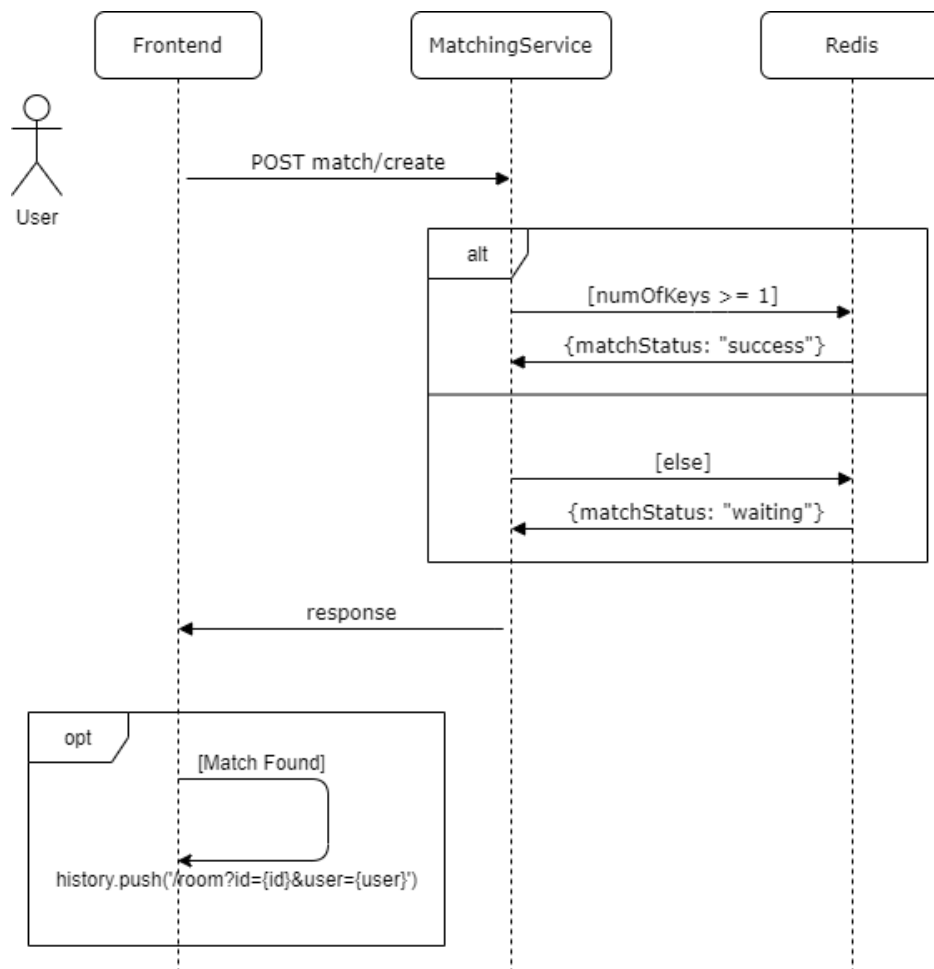 Frontend
MatchingService
Redis
User
POST match/create
alt
[numOfKeys >= 1]
{matchStatus: "success"}
[else]
{matchStatus: "waiting"}
response
opt
[Match Found]
history.push('/room?id={id}&user={user}')